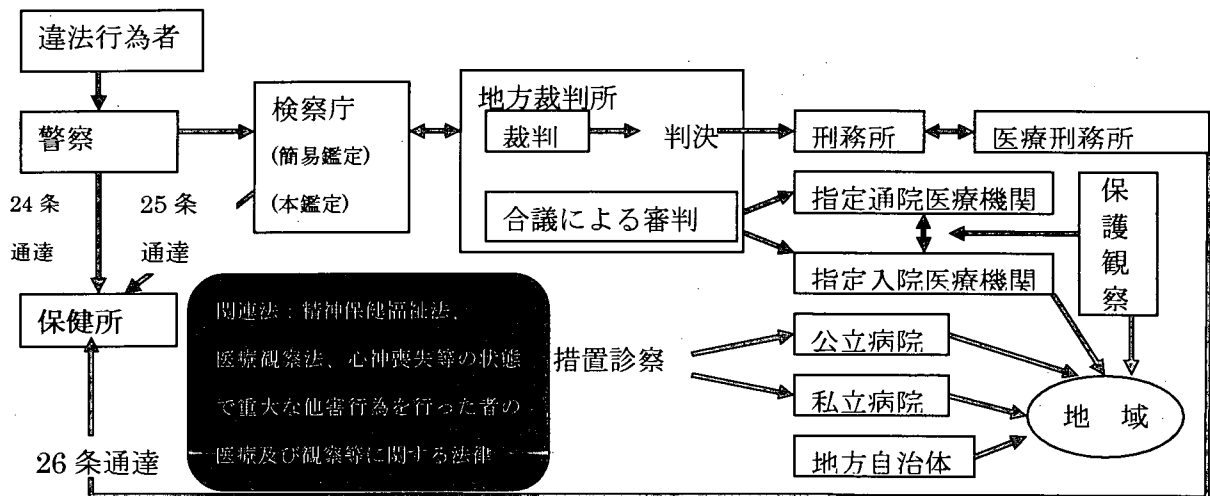 違法行為者
警察
検察庁
(簡易鑑定)
(本鑑定)
地方裁判所
裁判
判決
合議による審判
刑務所
医療刑務所
指定通院医療機関
指定入院医療機関
保護観察
24条
通達
25条
通達
保健所
関連法：精神保健福祉法、
医療観察法、心神喪失等の状態
で重大な他害行為を行った者の
医療及び観察等に関する法律
措置診察
公立病院
私立病院
地方自治体
地域
26条通達